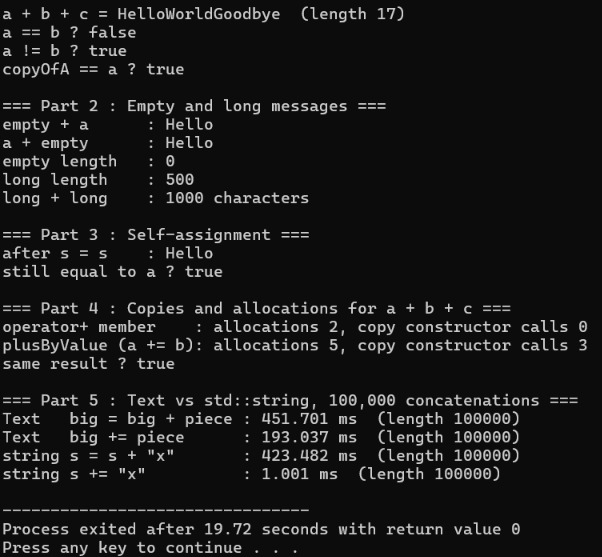 a + b + c = HelloWorldGoodbye  (length 17)
a == b ? false
a != b ? true
copyOfA == a ? true

=== Part 2 : Empty and long messages ===
empty + a      : Hello
a + empty      : Hello
empty length   : 0
long length    : 500
long + long    : 1000 characters

=== Part 3 : Self-assignment ===
after s = s    : Hello
still equal to a ? true

=== Part 4 : Copies and allocations for a + b + c ===
operator+ member    : allocations 2, copy constructor calls 0
plusByValue (a += b): allocations 5, copy constructor calls 3
same result ? true

=== Part 5 : Text vs std::string, 100,000 concatenations ===
Text   big = big + piece : 451.701 ms  (length 100000)
Text   big += piece      : 193.037 ms  (length 100000)
string s = s + "x"       : 423.482 ms  (length 100000)
string s += "x"          : 1.001 ms  (length 100000)

--------------------------------
Process exited after 19.72 seconds with return value 0
Press any key to continue . . .